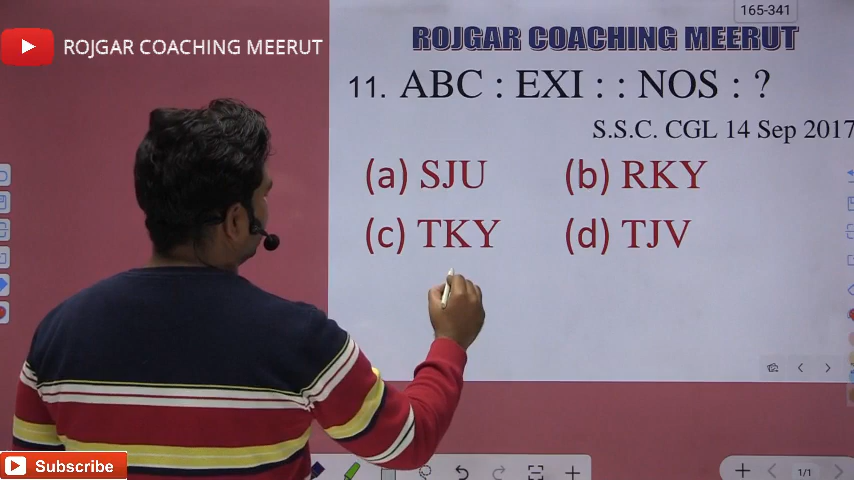 165-341
ROJGAR COACHING MEERUT
ROJGAR COACHING MEERUT
11. ABC : EXI : : NOS : ?
S.S.C. CGL 14 Sep 2017
(a) SJU (b) RKY
(c) TKY (d) TJV
Subscribe
1/1